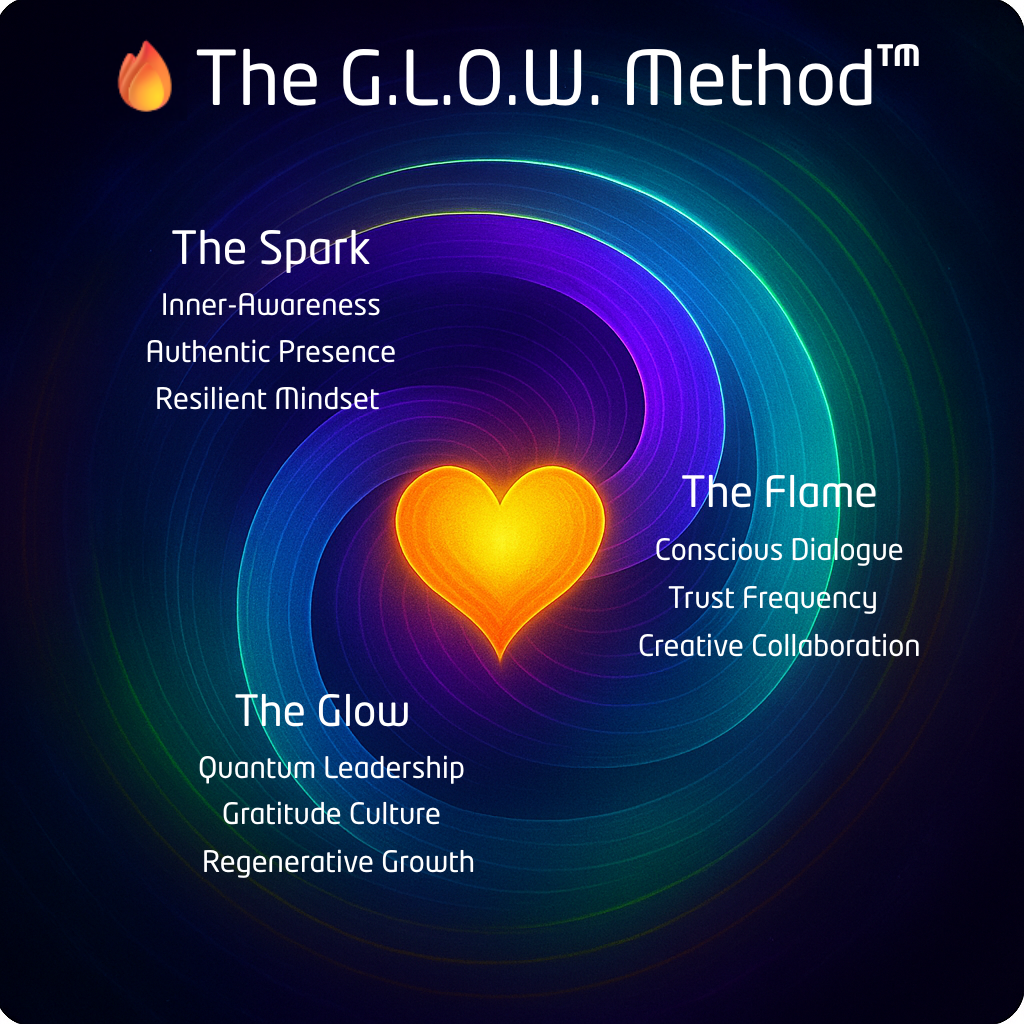 The G.L.O.W. Method™
The Spark
Inner-Awareness
Authentic Presence
Resilient Mindset
The Flame
Conscious Dialogue
Trust Frequency
Creative Collaboration
The Glow
Quantum Leadership
Gratitude Culture
Regenerative Growth